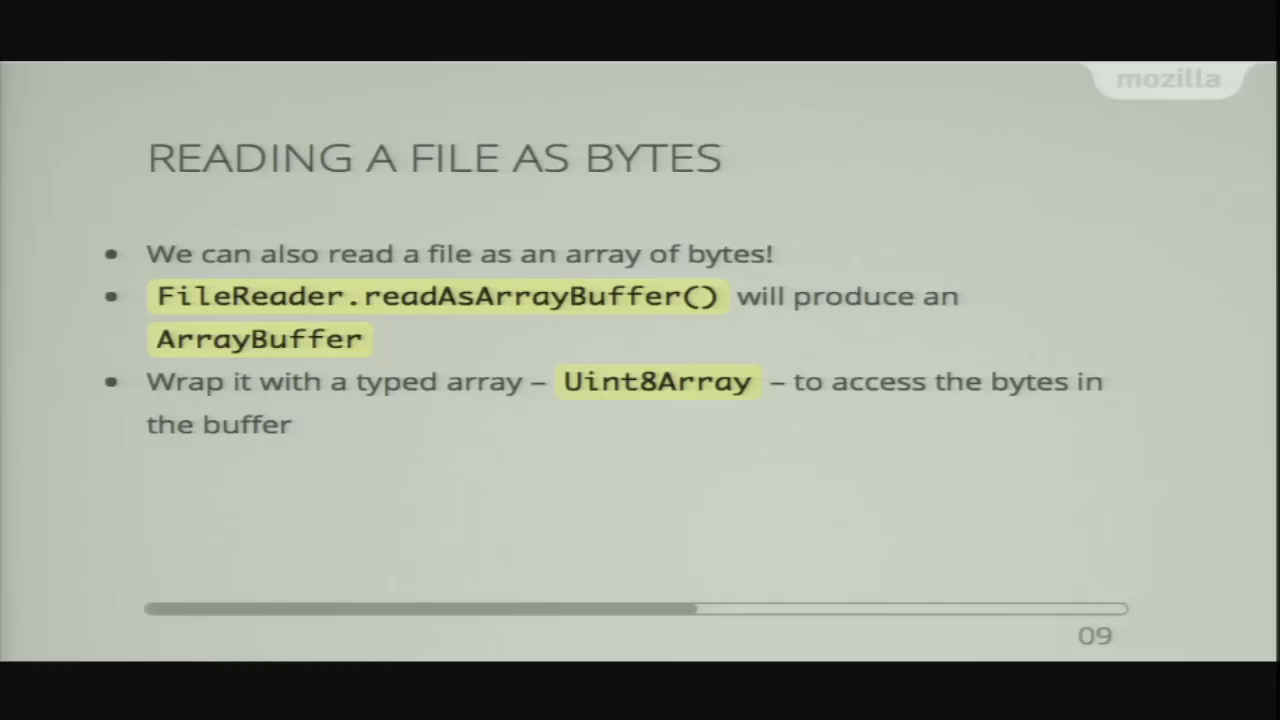 mozilla
READING A FILE AS BYTES
• We can also read a file as an array of bytes!
• FileReader.readAsArrayBuffer() will produce an
ArrayBuffer
• Wrap it with a typed array – Uint8Array – to access the bytes in
the buffer
09